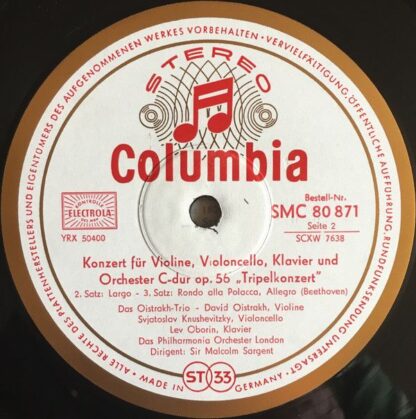 ALLE RECHTE DES PLATTENHERSTELLERS UND EIGENTÜMERS DES AUFGENOMMENEN WERKES VORBEHALTEN · VERVIELFÄLTIGUNG, ÖFFENTLICHE AUFFÜHRUNG, RUNDFUNKSENDUNG UNTERSAGT ·
STEREO
Columbia
KONTROLLE
ELECTROLA
YRX 50400
Bestell-Nr.
SMC 80 871
Seite 2
SCXW 7638
Konzert für Violine, Violoncello, Klavier und
Orchester C-dur op. 56 „Tripelkonzert"
2. Satz: Largo - 3. Satz: Rondo alla Polacca, Allegro (Beethoven)
Das Oistrakh-Trio - David Oistrakh, Violine
Svjatoslav Knushevitzky, Violoncello
Lev Oborin, Klavier
Das Philharmonia Orchester London
Dirigent: Sir Malcolm Sargent
MADE IN GERMANY
ST 33